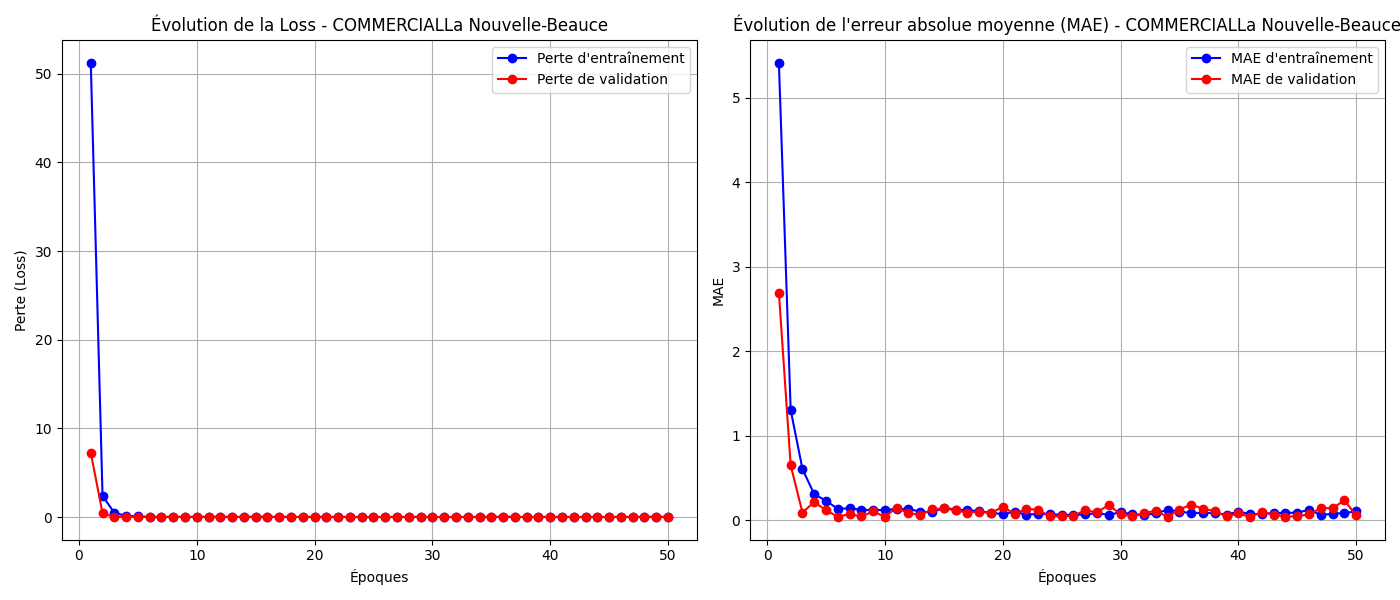 Évolution de la Loss - COMMERCIALLa Nouvelle-Beauce
Perte d'entraînement
Perte de validation
50
40
30
20
10
0
Perte (Loss)
0 10 20 30 40 50
Époques
Évolution de l'erreur absolue moyenne (MAE) - COMMERCIALLa Nouvelle-Beauce
MAE d'entraînement
MAE de validation
5
4
3
2
1
0
MAE
0 10 20 30 40 50
Époques